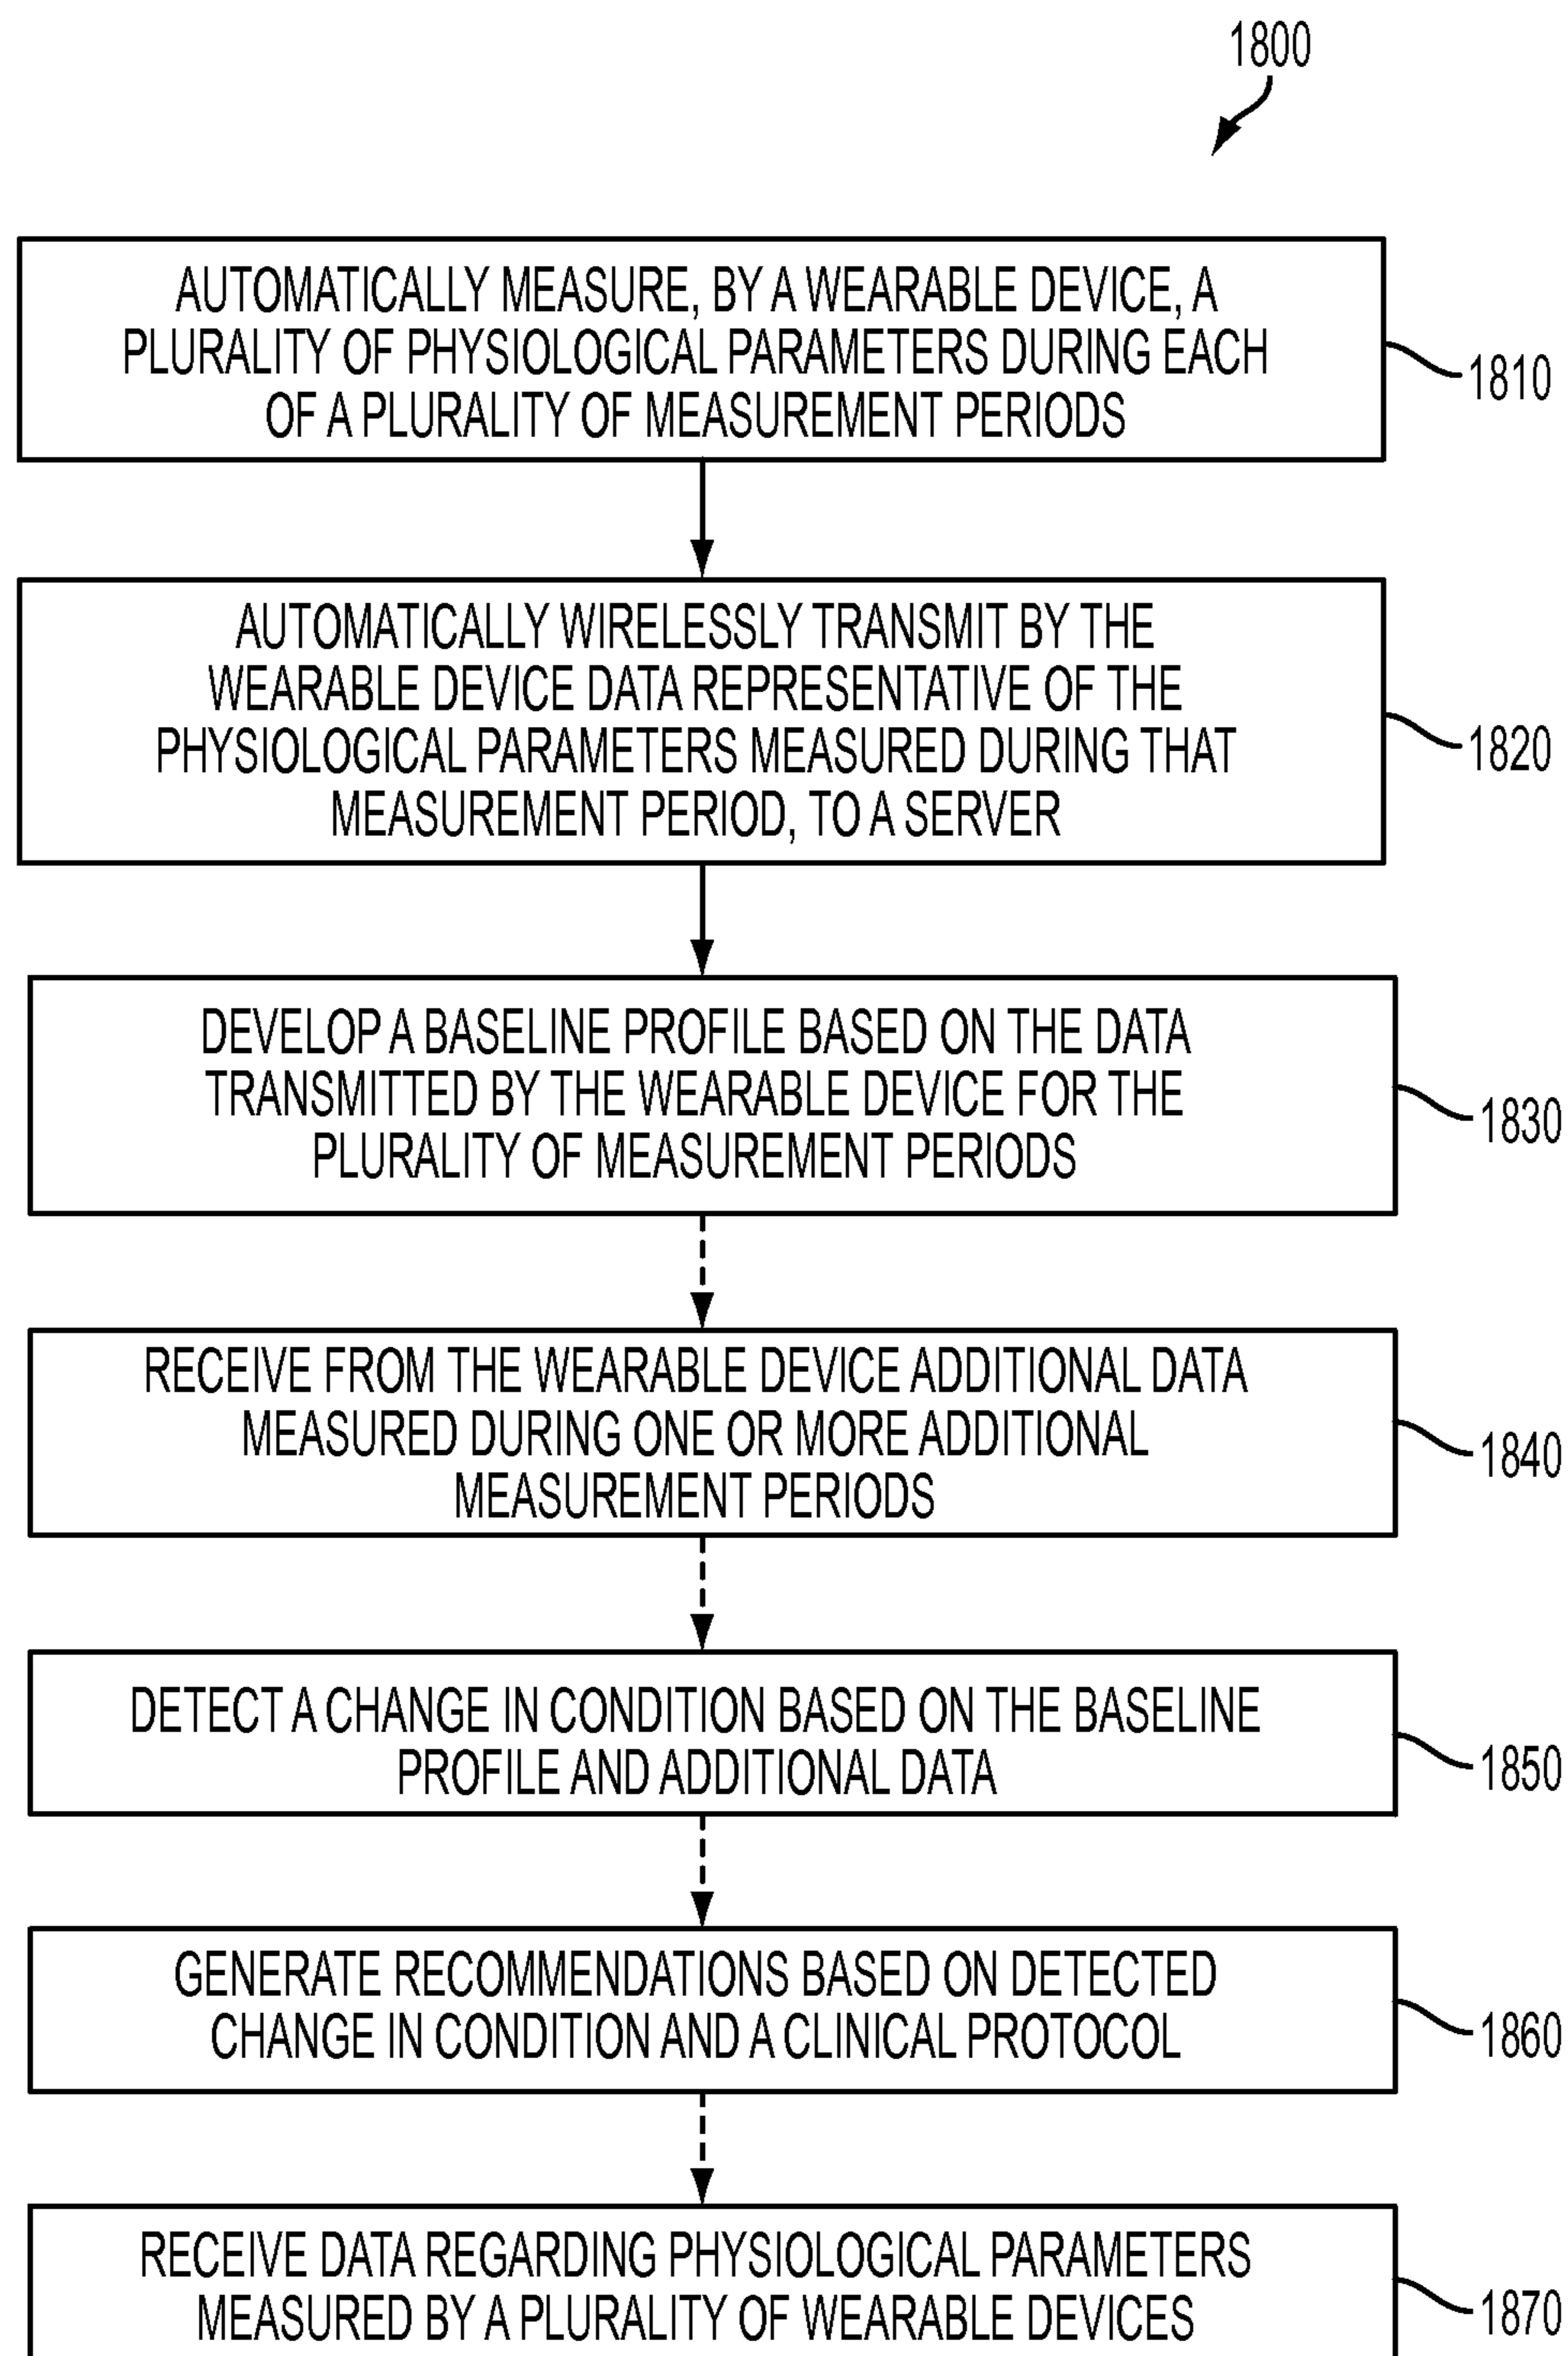 1800
AUTOMATICALLY MEASURE, BY A WEARABLE DEVICE, A
PLURALITY OF PHYSIOLOGICAL PARAMETERS DURING EACH
OF A PLURALITY OF MEASUREMENT PERIODS
1810
AUTOMATICALLY WIRELESSLY TRANSMIT BY THE
WEARABLE DEVICE DATA REPRESENTATIVE OF THE
PHYSIOLOGICAL PARAMETERS MEASURED DURING THAT
MEASUREMENT PERIOD, TO A SERVER
1820
DEVELOP A BASELINE PROFILE BASED ON THE DATA
TRANSMITTED BY THE WEARABLE DEVICE FOR THE
PLURALITY OF MEASUREMENT PERIODS
1830
RECEIVE FROM THE WEARABLE DEVICE ADDITIONAL DATA
MEASURED DURING ONE OR MORE ADDITIONAL
MEASUREMENT PERIODS
1840
DETECT A CHANGE IN CONDITION BASED ON THE BASELINE
PROFILE AND ADDITIONAL DATA
1850
GENERATE RECOMMENDATIONS BASED ON DETECTED
CHANGE IN CONDITION AND A CLINICAL PROTOCOL
1860
RECEIVE DATA REGARDING PHYSIOLOGICAL PARAMETERS
MEASURED BY A PLURALITY OF WEARABLE DEVICES
1870